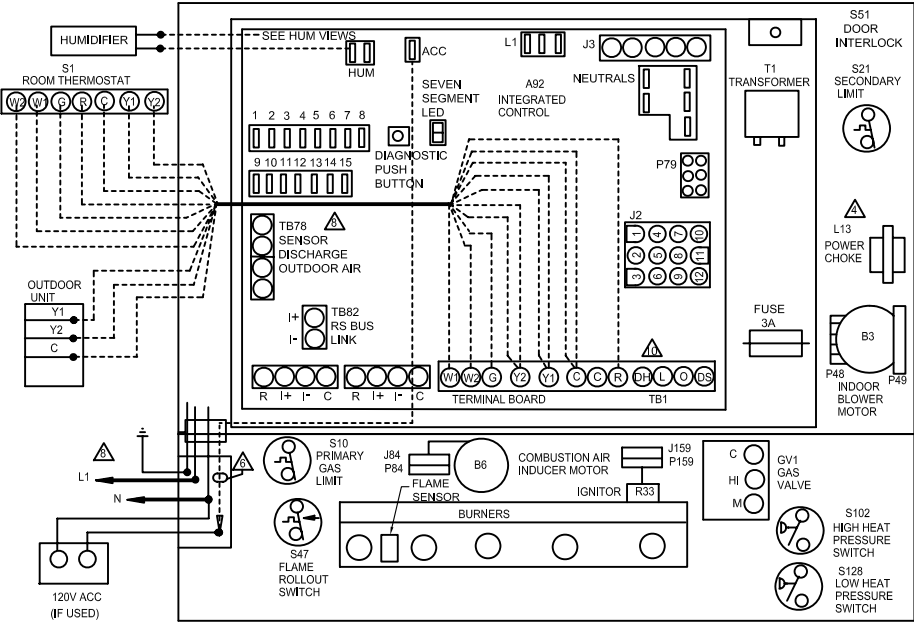 HUMIDIFIER
SEE HUM VIEWS
HUM
ACC
L1
J3
S51
DOOR
INTERLOCK
S1
ROOM THERMOSTAT
W2 W1 G R C Y1 Y2
SEVEN
SEGMENT
LED
A92
INTEGRATED
CONTROL
NEUTRALS
T1
TRANSFORMER
S21
SECONDARY
LIMIT
1 2 3 4 5 6 7 8
DIAGNOSTIC
PUSH
BUTTON
9 10 11 12 13 14 15
P79
TB78
SENSOR
DISCHARGE
OUTDOOR AIR
8
J2
1 4 7 10
2 5 8 11
3 6 9 12
4
L13
POWER
CHOKE
OUTDOOR
UNIT
Y1
Y2
C
I+
I-
TB82
RS BUS
LINK
FUSE
3A
B3
P48
P49
INDOOR
BLOWER
MOTOR
10
R I+ I- C
R I+ I- C
W1 W2 G Y2 Y1 C C R DH L O DS
TERMINAL BOARD
TB1
8
L1
N
6
S10
PRIMARY
GAS
LIMIT
J84
P84
B6
COMBUSTION AIR
INDUCER MOTOR
J159
P159
C
HI
M
GV1
GAS
VALVE
FLAME
SENSOR
IGNITOR
R33
BURNERS
S47
FLAME
ROLLOUT
SWITCH
S102
HIGH HEAT
PRESSURE
SWITCH
S128
LOW HEAT
PRESSURE
SWITCH
120V ACC
(IF USED)